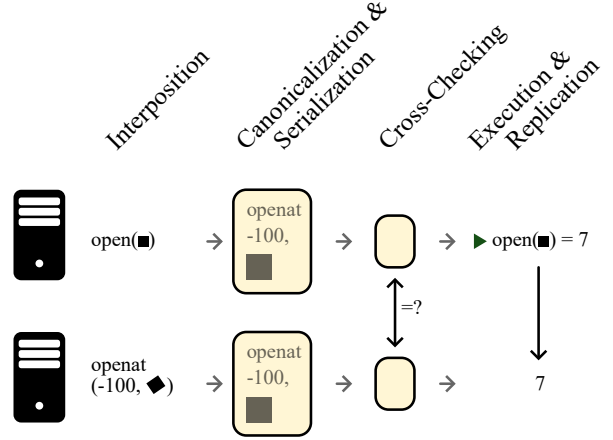 Interposition
Canonicalization &
Serialization
Cross-Checking
Execution &
Replication
open(■)
openat
-100,
open(■) = 7
=?
openat
(-100, ◆)
openat
-100,
7